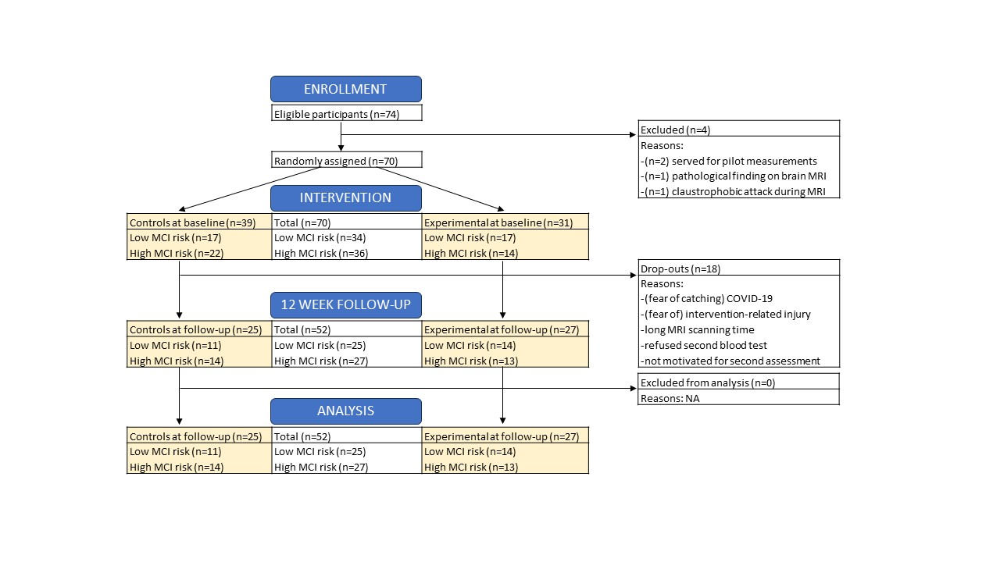 ENROLLMENT
Eligible participants (n=74)
Excluded (n=4)
Reasons:
-(n=2) served for pilot measurements
-(n=1) pathological finding on brain MRI
-(n=1) claustrophobic attack during MRI
Randomly assigned (n=70)
INTERVENTION
Controls at baseline (n=39)
Low MCI risk (n=17)
High MCI risk (n=22)
Total (n=70)
Low MCI risk (n=34)
High MCI risk (n=36)
Experimental at baseline (n=31)
Low MCI risk (n=17)
High MCI risk (n=14)
Drop-outs (n=18)
Reasons:
-(fear of catching) COVID-19
-(fear of) intervention-related injury
-long MRI scanning time
-refused second blood test
-not motivated for second assessment
12 WEEK FOLLOW-UP
Controls at follow-up (n=25)
Low MCI risk (n=11)
High MCI risk (n=14)
Total (n=52)
Low MCI risk (n=25)
High MCI risk (n=27)
Experimental at follow-up (n=27)
Low MCI risk (n=14)
High MCI risk (n=13)
Excluded from analysis (n=0)
Reasons: NA
ANALYSIS
Controls at follow-up (n=25)
Low MCI risk (n=11)
High MCI risk (n=14)
Total (n=52)
Low MCI risk (n=25)
High MCI risk (n=27)
Experimental at follow-up (n=27)
Low MCI risk (n=14)
High MCI risk (n=13)